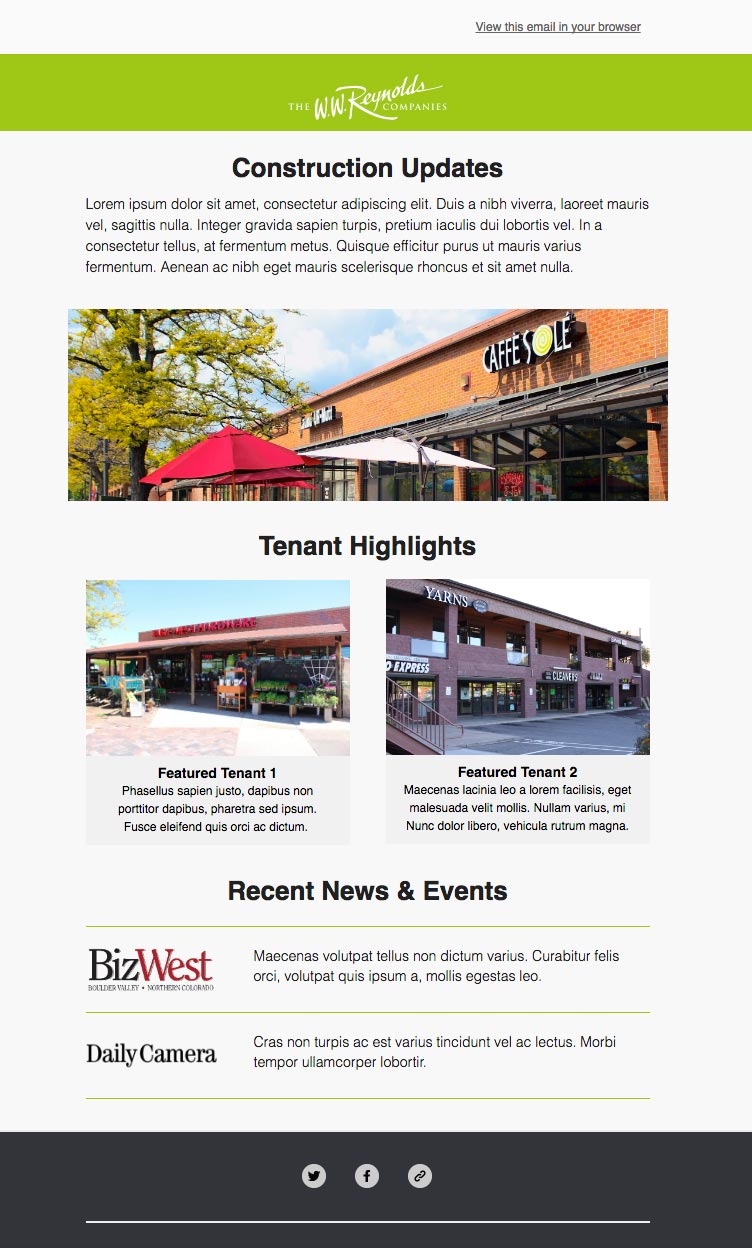 View this email in your browser
THE W.W. Reynolds COMPANIES
Construction Updates
Lorem ipsum dolor sit amet, consectetur adipiscing elit. Duis a nibh viverra, laoreet mauris
vel, sagittis nulla. Integer gravida sapien turpis, pretium iaculis dui lobortis vel. In a
consectetur tellus, at fermentum metus. Quisque efficitur purus ut mauris varius
fermentum. Aenean ac nibh eget mauris scelerisque rhoncus et sit amet nulla.
CAFFÈ SOLÉ
Tenant Highlights
YARNS
EXPRESS
CLEANERS
Featured Tenant 1
Phasellus sapien justo, dapibus non
porttitor dapibus, pharetra sed ipsum.
Fusce eleifend quis orci ac dictum.
Featured Tenant 2
Maecenas lacinia leo a lorem facilisis, eget
malesuada velit mollis. Nullam varius, mi
Nunc dolor libero, vehicula rutrum magna.
Recent News & Events
BizWest
BOULDER VALLEY • NORTHERN COLORADO
Maecenas volutpat tellus non dictum varius. Curabitur felis
orci, volutpat quis ipsum a, mollis egestas leo.
Daily Camera
Cras non turpis ac est varius tincidunt vel ac lectus. Morbi
tempor ullamcorper lobortir.